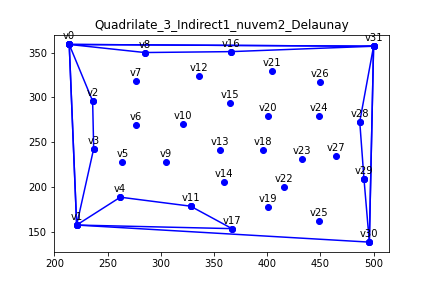 Quadrilate_3_Indirect1_nuvem2_Delaunay
v0
v31
v8
v16
350
v21
v12
v7
v26
300
v2
v15
v20
v24
v28
v6
v10
250
v3
v13
v18
v27
v5
v9
v23
v29
200
v14
v22
v4
v11
v19
v25
v1
v17
150
v30
200
250
300
350
400
450
500